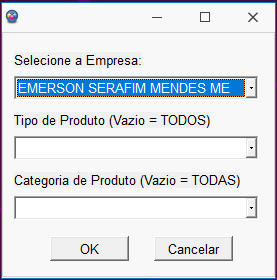 Selecione a Empresa:
EMERSON SERAFIM MENDES ME
Tipo de Produto (Vazio = TODOS)
Categoria de Produto (Vazio = TODAS)
OK Cancelar